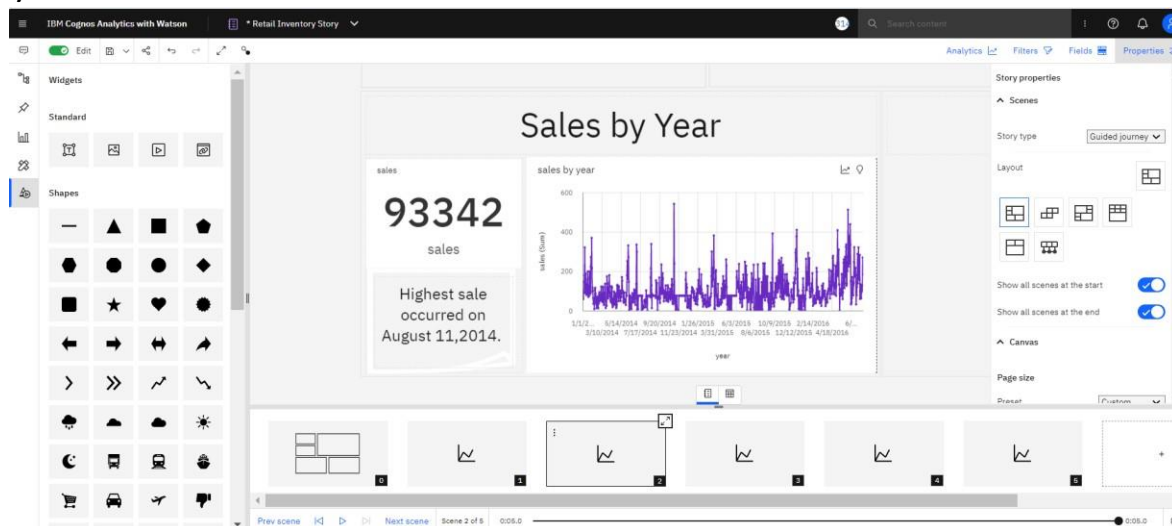 IBM Cognos Analytics with Watson
* Retail Inventory Story
Search content
Edit
Analytics
Filters
Fields
Properties
Widgets
Standard
Shapes
Sales by Year
sales
93342
sales
Highest sale
occurred on
August 11,2014.
sales by year
600
400
200
0
sales (Sum)
1/1/2... 5/14/2014 9/20/2014 1/26/2015 6/3/2015 10/9/2015 2/14/2016 6/...
3/10/2014 7/17/2014 11/23/2014 3/31/2015 8/6/2015 12/12/2015 4/18/2016
year
Story properties
Scenes
Story type
Guided journey
Layout
Show all scenes at the start
Show all scenes at the end
Canvas
Page size
Preset
Custom
0
1
2
3
4
5
+
Prev scene
Next scene
Scene 2 of 5
0:05.0
0:05.0